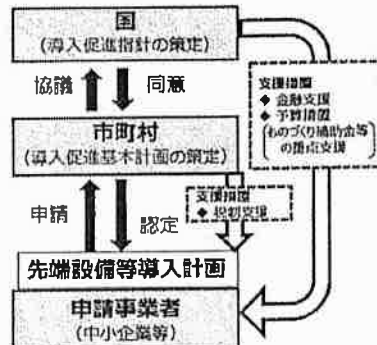 国
(導入促進指針の策定)
協議
同意
支援措置
◆ 金融支援
◆ 予算措置
(ものづくり補助金等
の重点支援)
市町村
(導入促進基本計画の策定)
申請
認定
支援措置
◆ 税制支援
先端設備等導入計画
申請事業者
(中小企業等)